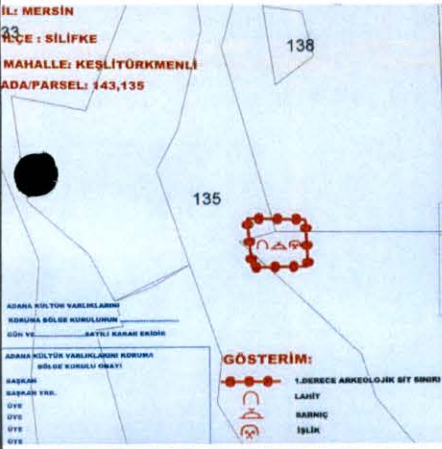 İL: MERSİN
33
İLÇE : SİLİFKE
MAHALLE: KEŞLİTÜRKMENLİ
ADA/PARSEL: 143,135
138
135
ADANA KÜLTÜR VARLIKLARINI
KORUMA BÖLGE KURULUNUN
GÜN VE SAYILI KARAR EKİDİR
ADANA KÜLTÜR VARLIKLARINI KORUMA
BÖLGE KURULU ONAYI
BAŞKAN
BAŞKAN YRD.
ÜYE
ÜYE
ÜYE
ÜYE
GÖSTERİM:
1.DERECE ARKEOLOJİK SİT SINIRI
LAHİT
SARNIÇ
İŞLİK